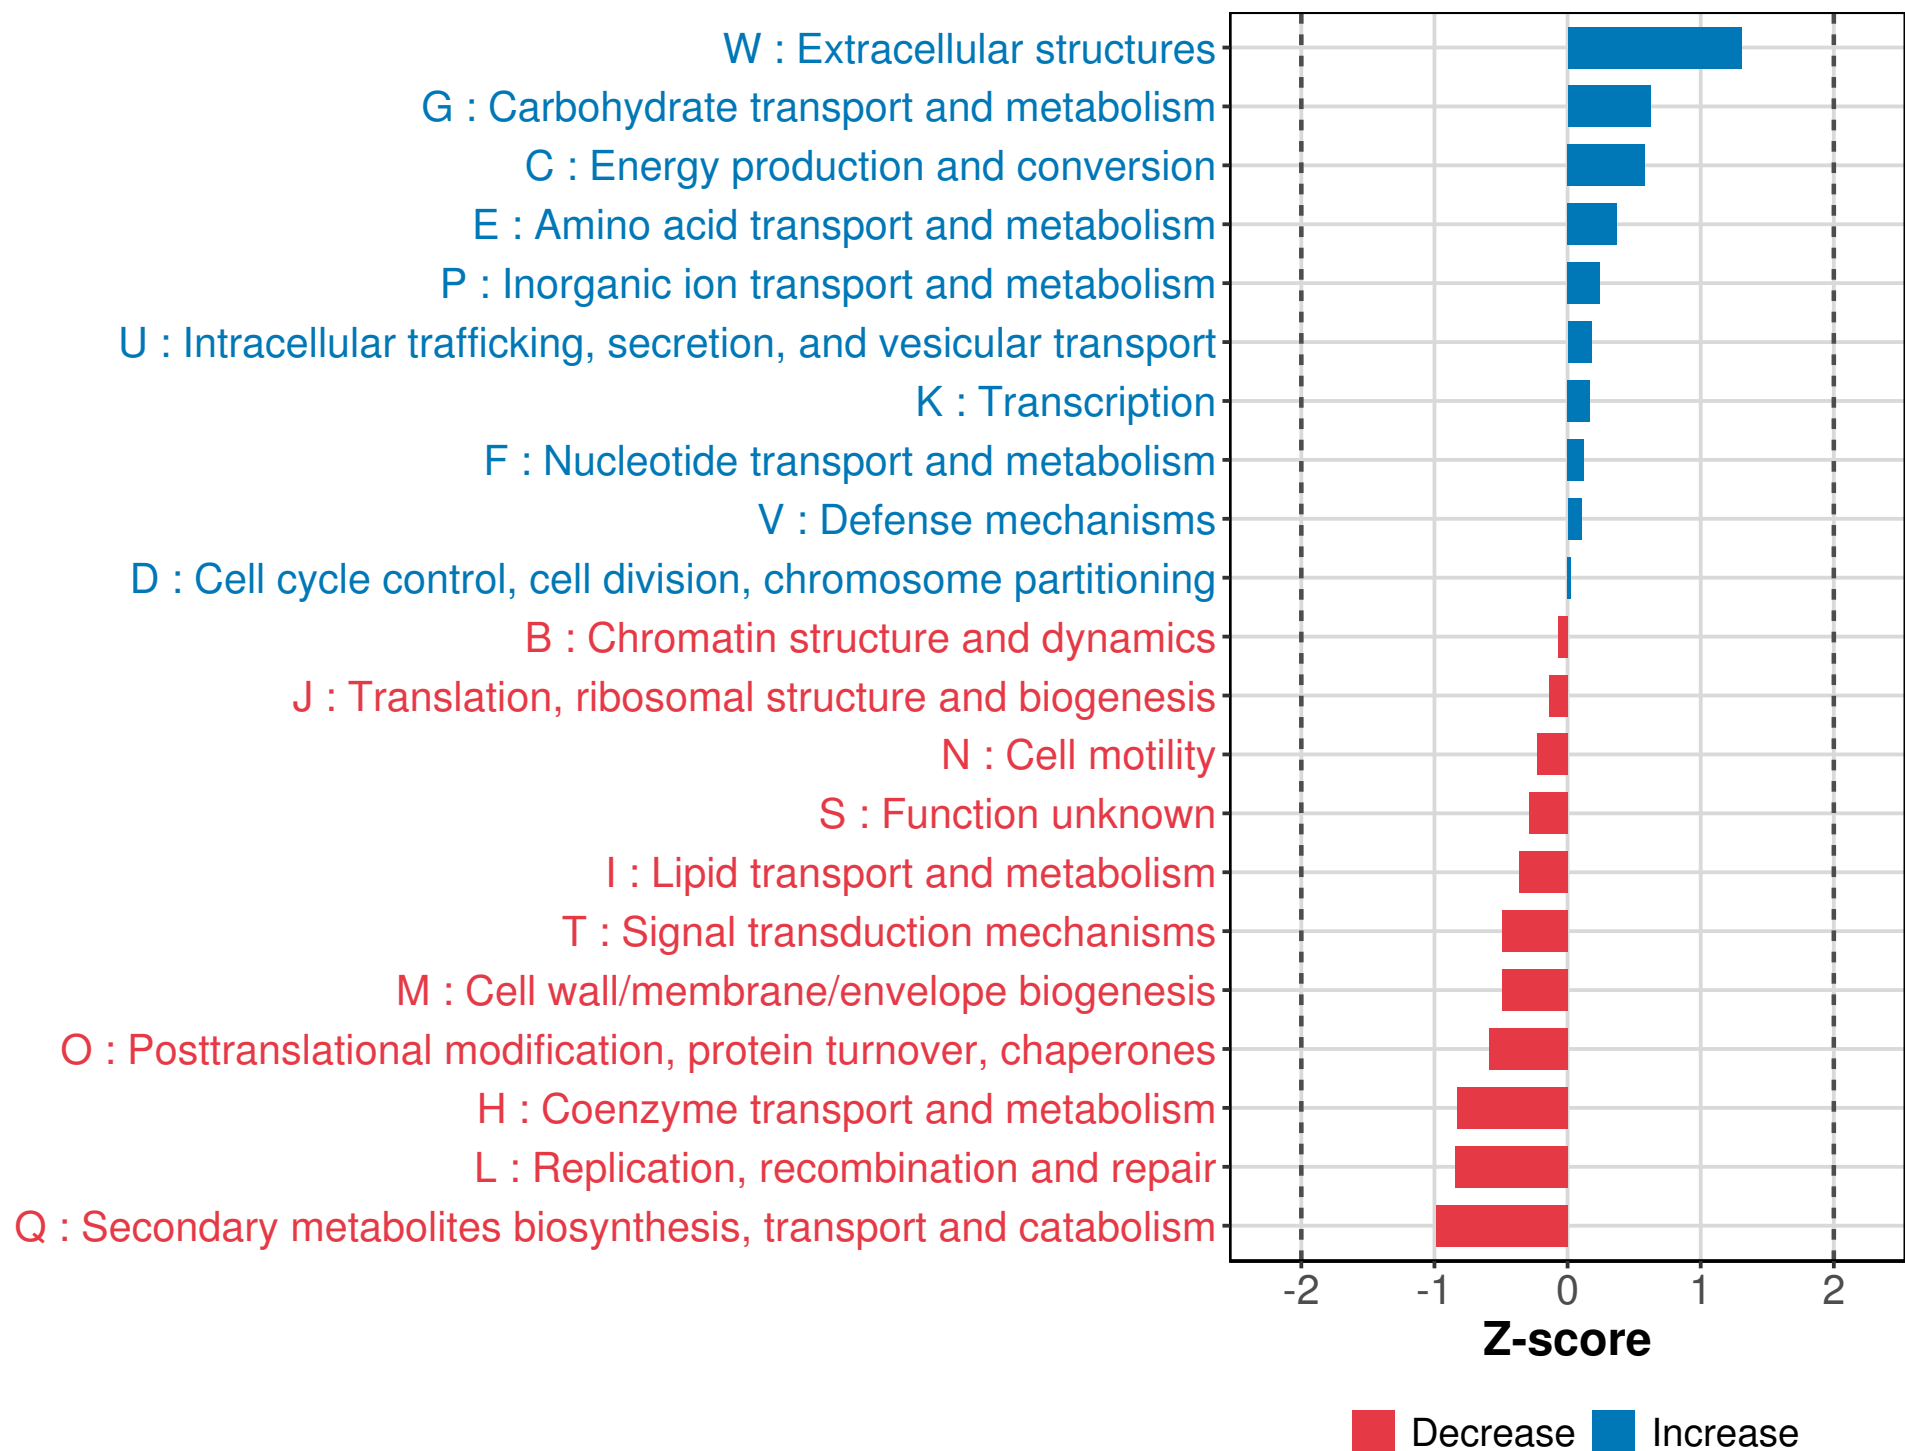 W : Extracellular structures
G : Carbohydrate transport and metabolism
C : Energy production and conversion
E : Amino acid transport and metabolism
P : Inorganic ion transport and metabolism
U : Intracellular trafficking, secretion, and vesicular transport
K : Transcription
F : Nucleotide transport and metabolism
V : Defense mechanisms
D : Cell cycle control, cell division, chromosome partitioning
B : Chromatin structure and dynamics
J : Translation, ribosomal structure and biogenesis
N : Cell motility
S : Function unknown
I : Lipid transport and metabolism
T : Signal transduction mechanisms
M : Cell wall/membrane/envelope biogenesis
O : Posttranslational modification, protein turnover, chaperones
H : Coenzyme transport and metabolism
L : Replication, recombination and repair
Q : Secondary metabolites biosynthesis, transport and catabolism
-2 -1 0 1 2
Z-score
Decrease Increase